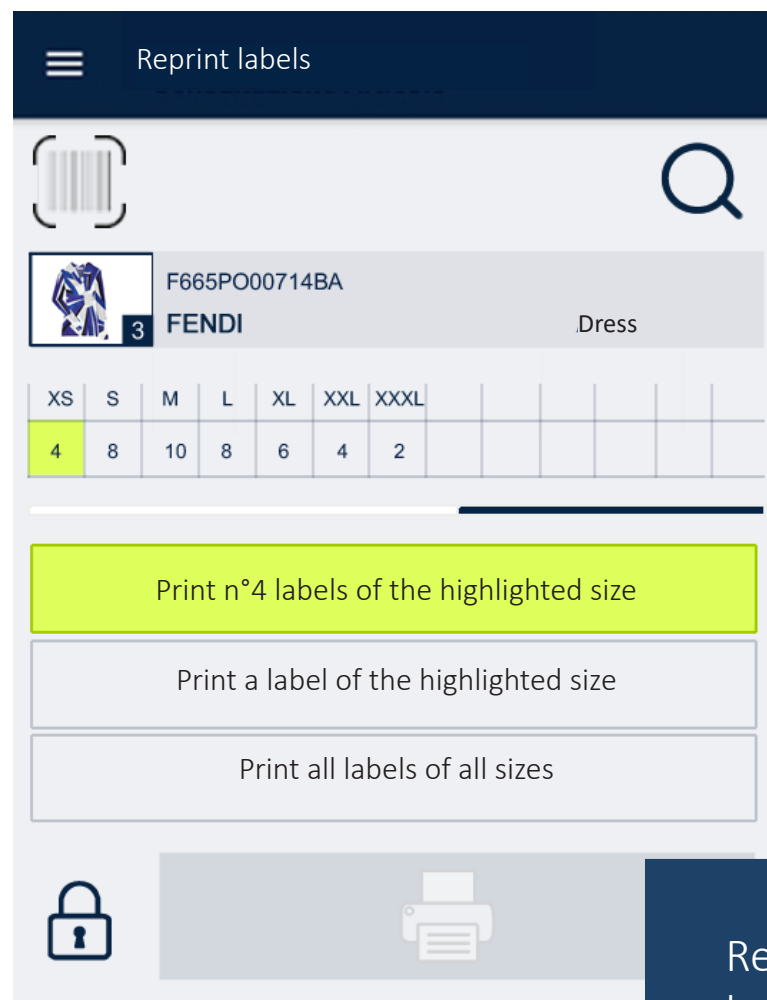 Reprint labels
F665PO00714BA
3 FENDI Dress
XS S M L XL XXL XXXL
4 8 10 8 6 4 2
Print n°4 labels of the highlighted size
Print a label of the highlighted size
Print all labels of all sizes
Re